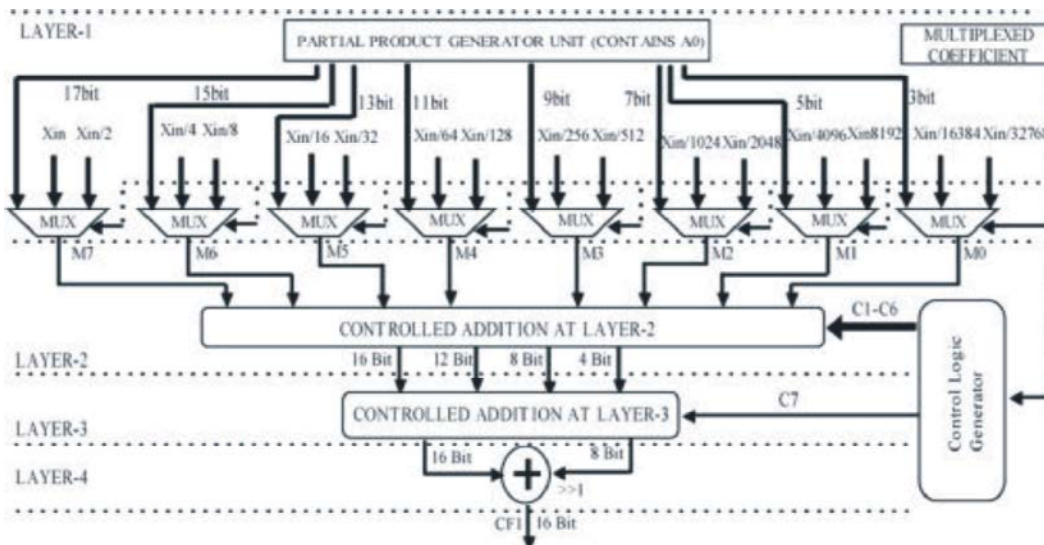 LAYER-1
PARTIAL PRODUCT GENERATOR UNIT (CONTAINS A0)
MULTIPLEXED
COEFFICIENT
17bit
15bit
13bit
11bit
9bit
7bit
5bit
3bit
Xin
Xin/2
Xin/4
Xin/8
Xin/16
Xin/32
Xin/64
Xin/128
Xin/256
Xin/512
Xin/1024
Xin/2048
Xin/4096
Xin8192
Xin/16384
Xin/32768
MUX
MUX
MUX
MUX
MUX
MUX
MUX
MUX
M7
M6
M5
M4
M3
M2
M1
M0
CONTROLLED ADDITION AT LAYER-2
C1-C6
LAYER-2
16 Bit
12 Bit
8 Bit
4 Bit
CONTROLLED ADDITION AT LAYER-3
C7
Control Logic
Generator
LAYER-3
16 Bit
8 Bit
LAYER-4
+
>>1
CF1
16 Bit